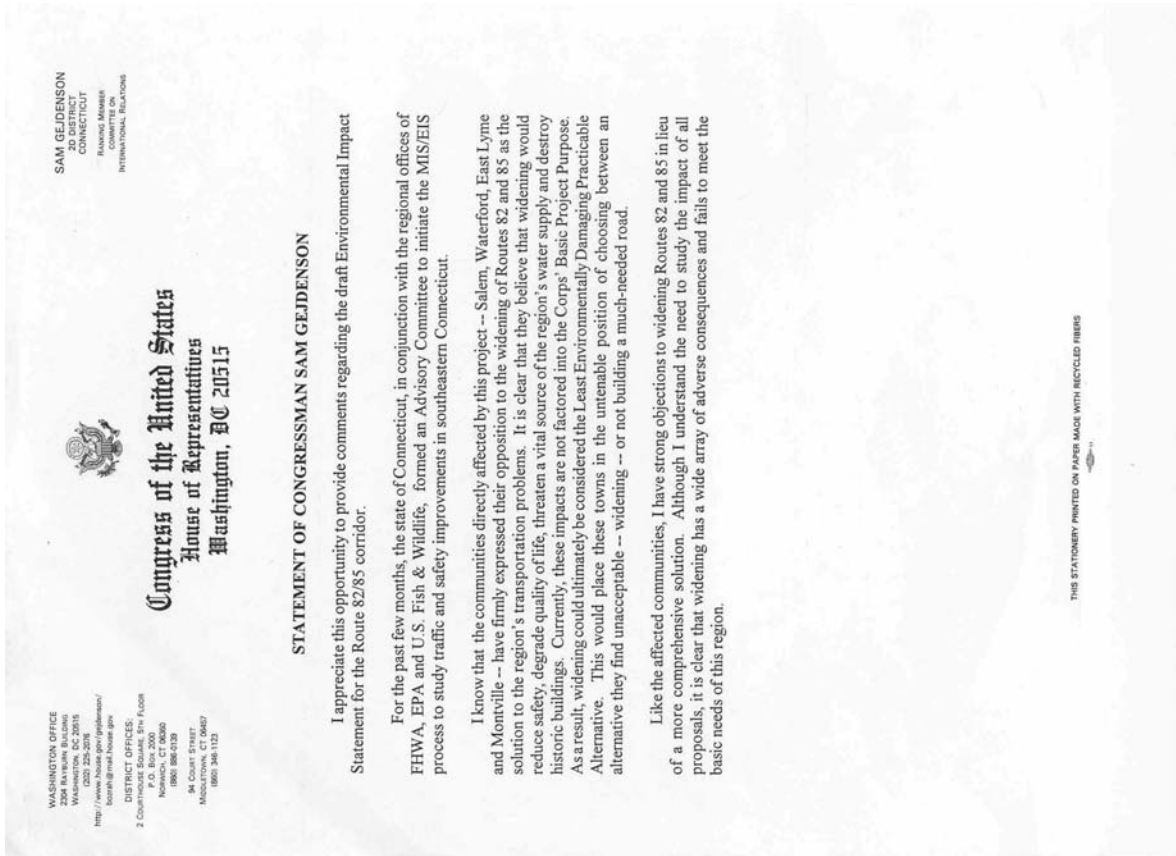 WASHINGTON OFFICE
2304 RAYBURN BUILDING
WASHINGTON, DC 20515
(202) 225-2076
http://www.house.gov/gejdenson/
bozrah@mail.house.gov
DISTRICT OFFICES:
2 COURTHOUSE SQUARE, 5TH FLOOR
P.O. BOX 2000
NORWICH, CT 06360
(860) 886-0139
94 COURT STREET
MIDDLETOWN, CT 06457
(860) 346-1123
SAM GEJDENSON
2D DISTRICT
CONNECTICUT
RANKING MEMBER
COMMITTEE ON
INTERNATIONAL RELATIONS
Congress of the United States
House of Representatives
Washington, DC 20515
STATEMENT OF CONGRESSMAN SAM GEJDENSON
I appreciate this opportunity to provide comments regarding the draft Environmental Impact
Statement for the Route 82/85 corridor.
For the past few months, the state of Connecticut, in conjunction with the regional offices of
FHWA, EPA and U.S. Fish & Wildlife, formed an Advisory Committee to initiate the MIS/EIS
process to study traffic and safety improvements in southeastern Connecticut.
I know that the communities directly affected by this project -- Salem, Waterford, East Lyme
and Montville -- have firmly expressed their opposition to the widening of Routes 82 and 85 as the
solution to the region's transportation problems. It is clear that they believe that widening would
reduce safety, degrade quality of life, threaten a vital source of the region's water supply and destroy
historic buildings. Currently, these impacts are not factored into the Corps' Basic Project Purpose.
As a result, widening could ultimately be considered the Least Environmentally Damaging Practicable
Alternative. This would place these towns in the untenable position of choosing between an
alternative they find unacceptable -- widening -- or not building a much-needed road.
Like the affected communities, I have strong objections to widening Routes 82 and 85 in lieu
of a more comprehensive solution. Although I understand the need to study the impact of all
proposals, it is clear that widening has a wide array of adverse consequences and fails to meet the
basic needs of this region.
THIS STATIONERY PRINTED ON PAPER MADE WITH RECYCLED FIBERS